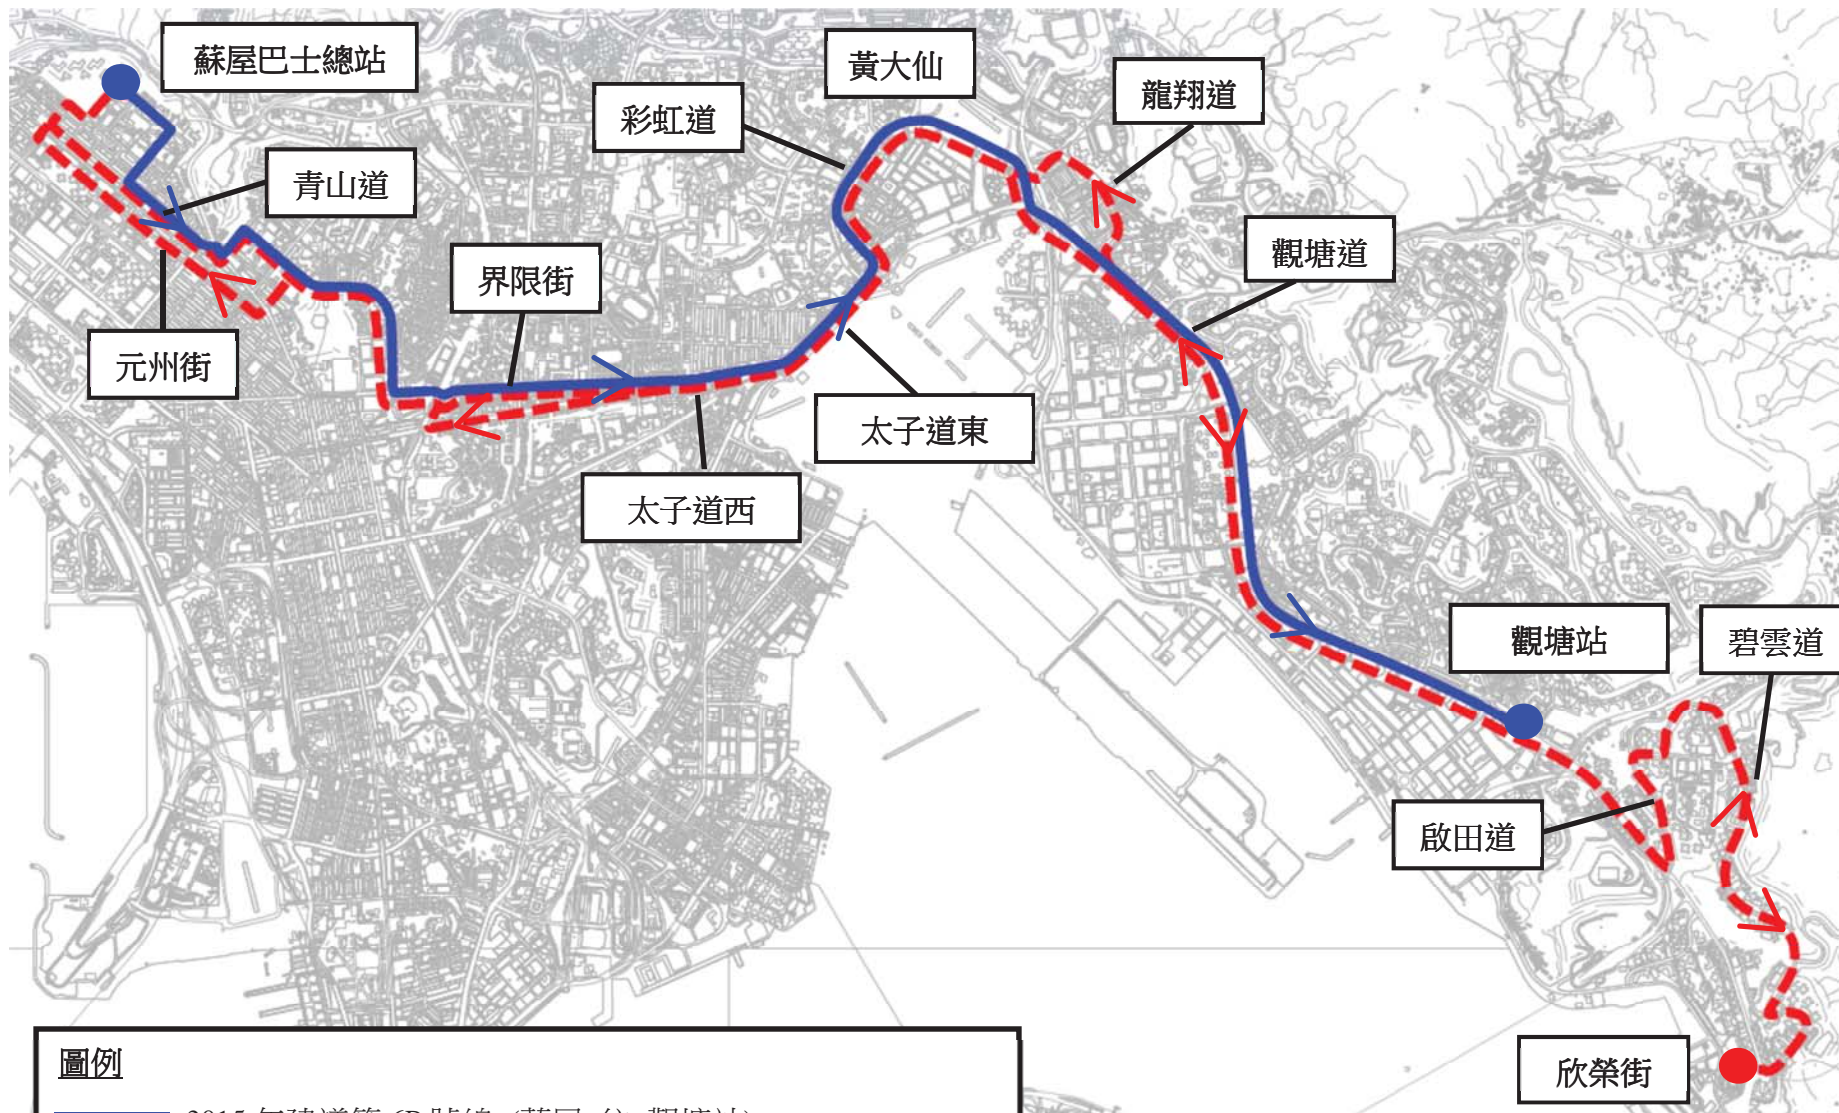 蘇屋巴士總站
黃大仙
龍翔道
彩虹道
青山道
觀塘道
界限街
元州街
太子道東
太子道西
觀塘站
碧雲道
啟田道
欣榮街
圖例